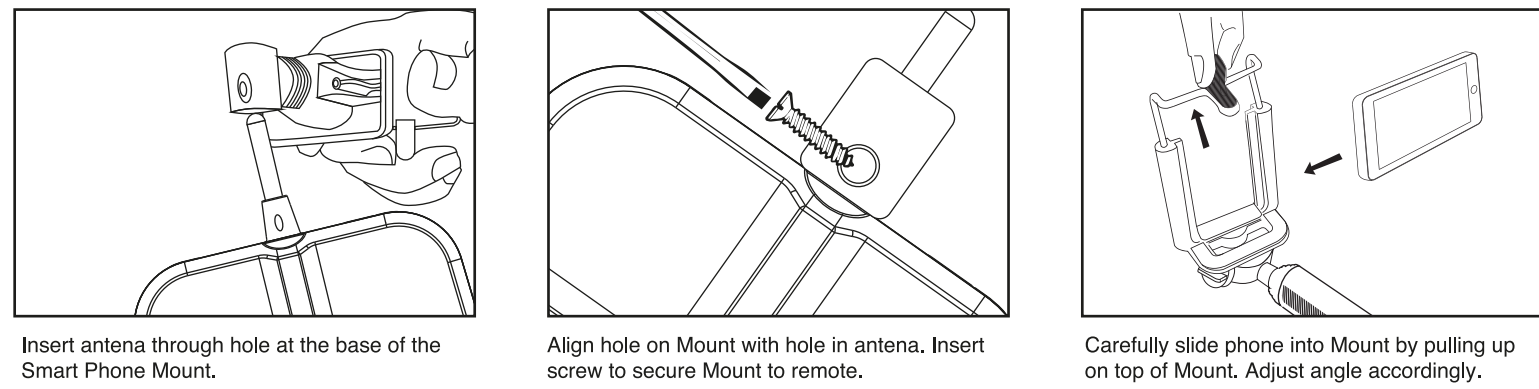 Insert antena through hole at the base of the
Smart Phone Mount.
Align hole on Mount with hole in antena. Insert
screw to secure Mount to remote.
Carefully slide phone into Mount by pulling up
on top of Mount. Adjust angle accordingly.